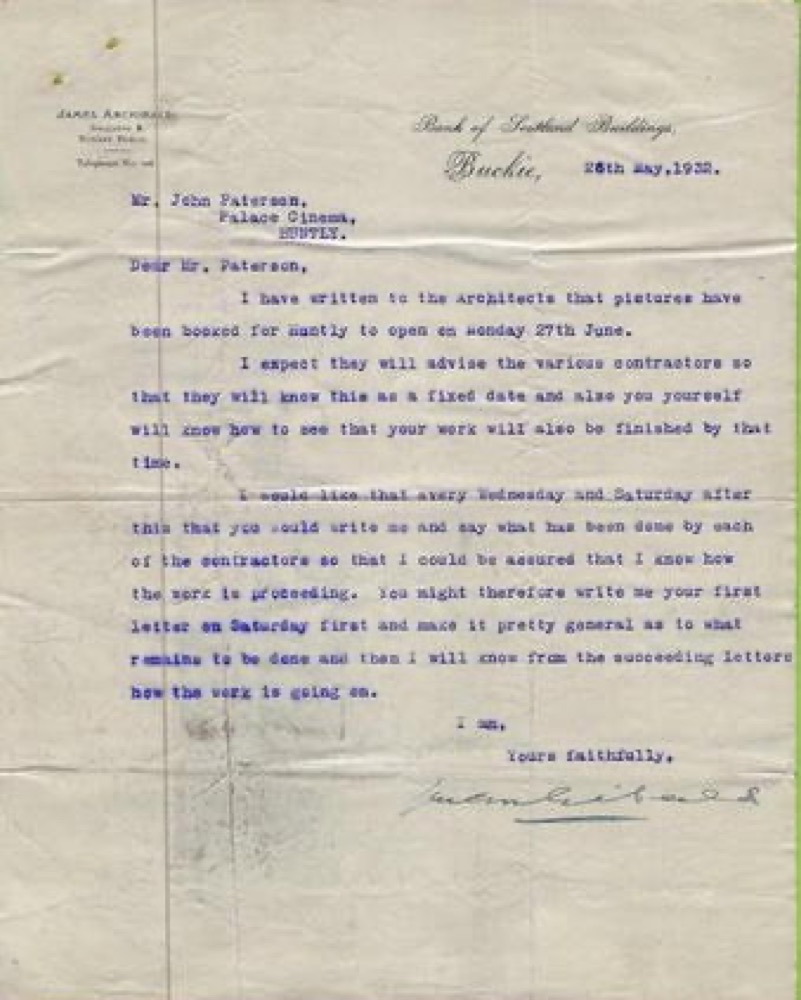 JAMES ARCHIBALD
SOLICITOR &
NOTARY PUBLIC
Telephone No.
Bank of Scotland Buildings,
Buckie, 26th May, 1932.
Mr. John Paterson,
Palace Cinema,
HUNTLY.
Dear Mr. Paterson,
I have written to the Architects that pictures have
been booked for Huntly to open on Monday 27th June.
I expect they will advise the various contractors so
that they will know this as a fixed date and also you yourself
will know how to see that your work will also be finished by that
time.
I would like that every Wednesday and Saturday after
this that you would write me and say what has been done by each
of the contractors so that I could be assured that I know how
the work is proceeding. You might therefore write me your first
letter on Saturday first and make it pretty general as to what
remains to be done and then I will know from the succeeding letters
how the work is going on.
I am,
Yours faithfully,